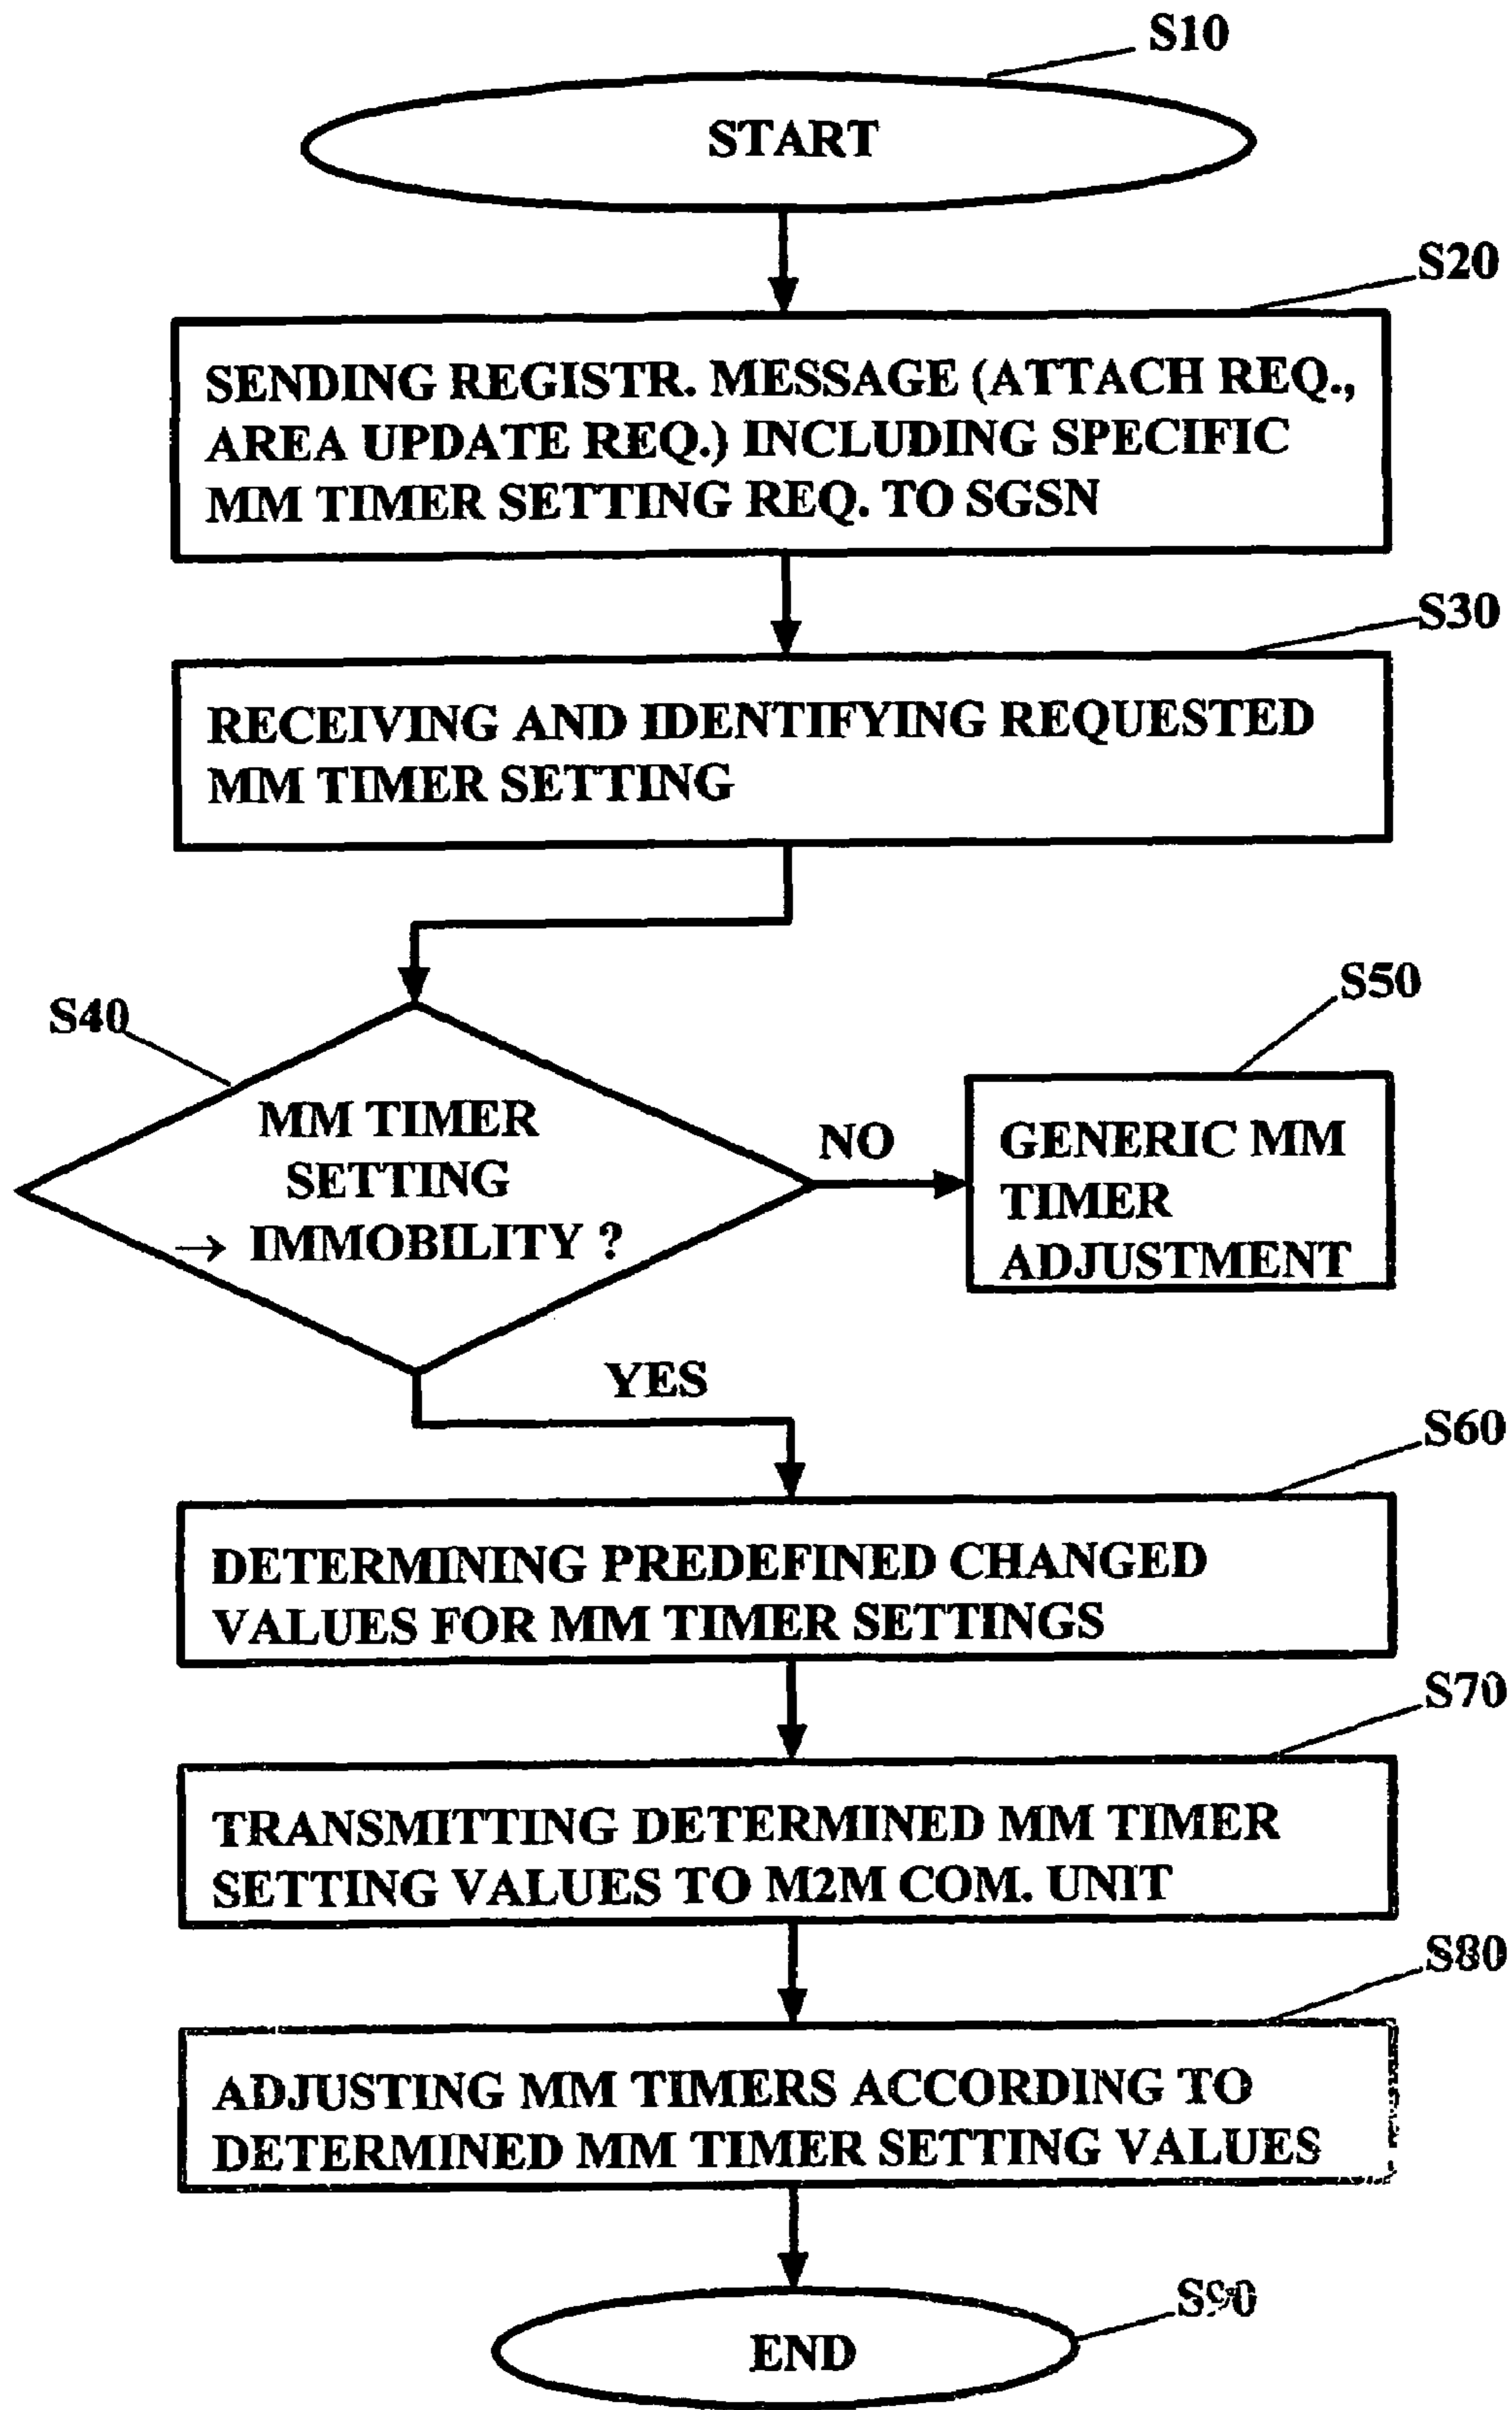 S10
START
S20
SENDING REGISTR. MESSAGE (ATTACH REQ.,
AREA UPDATE REQ.) INCLUDING SPECIFIC
MM TIMER SETTING REQ. TO SGSN
S30
RECEIVING AND IDENTIFYING REQUESTED
MM TIMER SETTING
S40
MM TIMER
SETTING
→ IMMOBILITY ?
NO
S50
GENERIC MM
TIMER
ADJUSTMENT
YES
S60
DETERMINING PREDEFINED CHANGED
VALUES FOR MM TIMER SETTINGS
S70
TRANSMITTING DETERMINED MM TIMER
SETTING VALUES TO M2M COM. UNIT
S80
ADJUSTING MM TIMERS ACCORDING TO
DETERMINED MM TIMER SETTING VALUES
S90
END